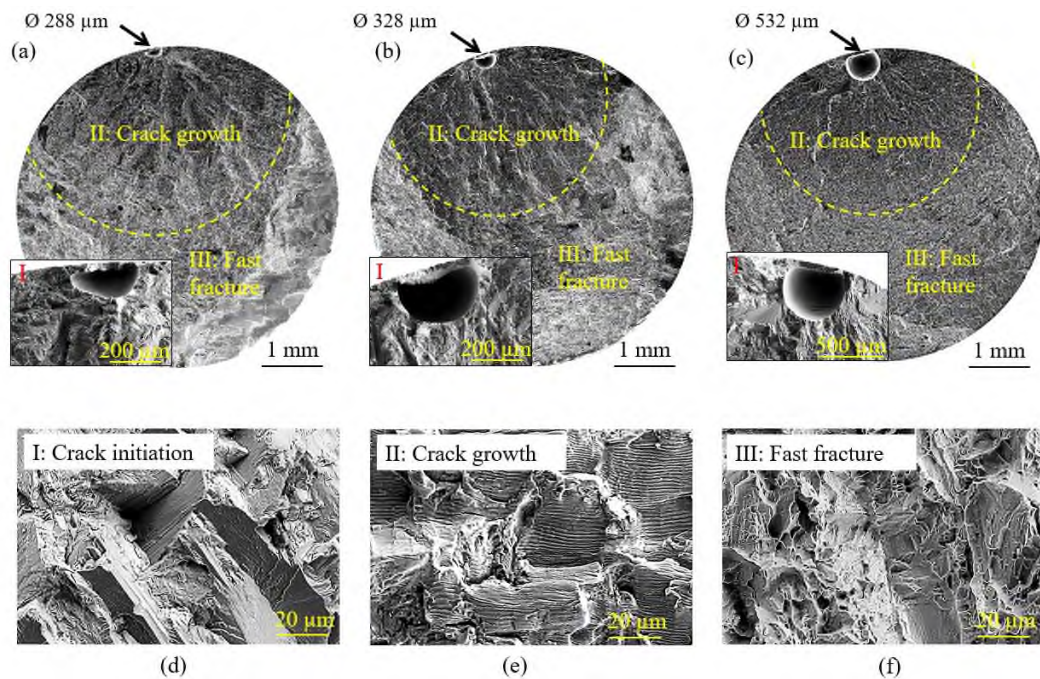 Ø 288 µm
(a)
II: Crack growth
III: Fast
fracture
I
200 µm
1 mm
Ø 328 µm
(b)
II: Crack growth
III: Fast
fracture
I
200 µm
1 mm
Ø 532 µm
(c)
II: Crack growth
III: Fast
fracture
I
500 µm
1 mm
I: Crack initiation
20 µm
(d)
II: Crack growth
20 µm
(e)
III: Fast fracture
20 µm
(f)